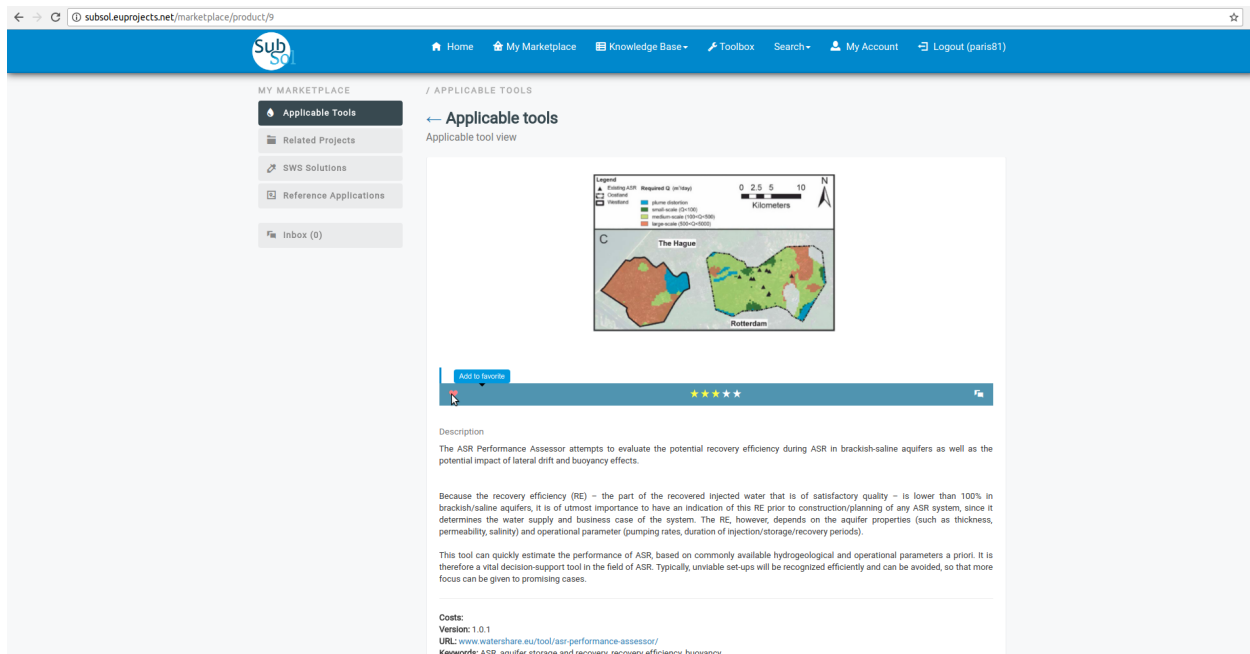 subsol.euprojects.net/marketplace/product/9
Sub
Sol
Home
My Marketplace
Knowledge Base
Toolbox
Search
My Account
Logout (paris81)
MY MARKETPLACE
Applicable Tools
Related Projects
SWS Solutions
Reference Applications
Inbox (0)
/ APPLICABLE TOOLS
← Applicable tools
Applicable tool view
Legend
Existing ASR
Oostland
Westland
Required Q (m³/day)
plume distortion
small-scale (Q<100)
medium-scale (100<Q<500)
large-scale (500<Q<5000)
0 2.5 5 10
Kilometers
N
C
The Hague
Rotterdam
Add to favorite
Description
The ASR Performance Assessor attempts to evaluate the potential recovery efficiency during ASR in brackish-saline aquifers as well as the
potential impact of lateral drift and buoyancy effects.
Because the recovery efficiency (RE) – the part of the recovered injected water that is of satisfactory quality – is lower than 100% in
brackish/saline aquifers, it is of utmost importance to have an indication of this RE prior to construction/planning of any ASR system, since it
determines the water supply and business case of the system. The RE, however, depends on the aquifer properties (such as thickness,
permeability, salinity) and operational parameter (pumping rates, duration of injection/storage/recovery periods).
This tool can quickly estimate the performance of ASR, based on commonly available hydrogeological and operational parameters a priori. It is
therefore a vital decision-support tool in the field of ASR. Typically, unviable set-ups will be recognized efficiently and can be avoided, so that more
focus can be given to promising cases.
Costs:
Version: 1.0.1
URL: www.watershare.eu/tool/asr-performance-assessor/
Keywords: ASR, aquifer storage and recovery, recovery efficiency, buoyancy